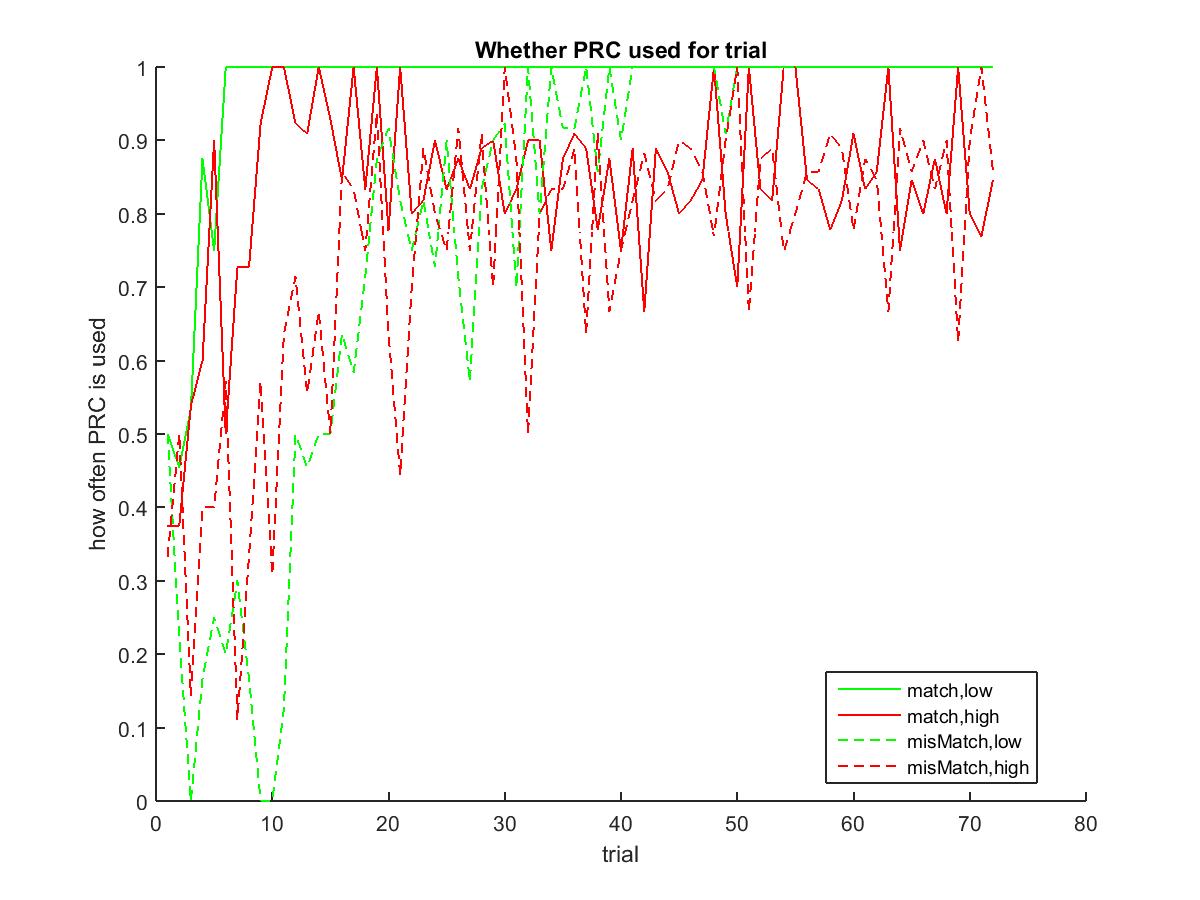 Whether PRC used for trial
how often PRC is used
1
0.9
0.8
0.7
0.6
0.5
0.4
0.3
0.2
0.1
0
0 10 20 30 40 50 60 70 80
trial
match,low
match,high
misMatch,low
misMatch,high